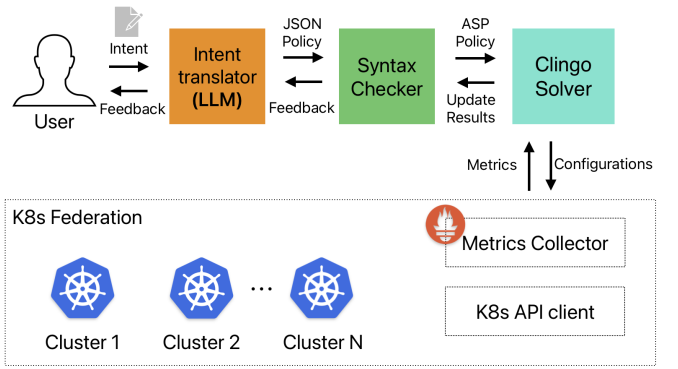 Intent
Feedback
User
Intent
translator
(LLM)
JSON
Policy
Feedback
Syntax
Checker
ASP
Policy
Update
Results
Clingo
Solver
Metrics
Configurations
K8s Federation
Cluster 1
Cluster 2
...
Cluster N
Metrics Collector
K8s API client